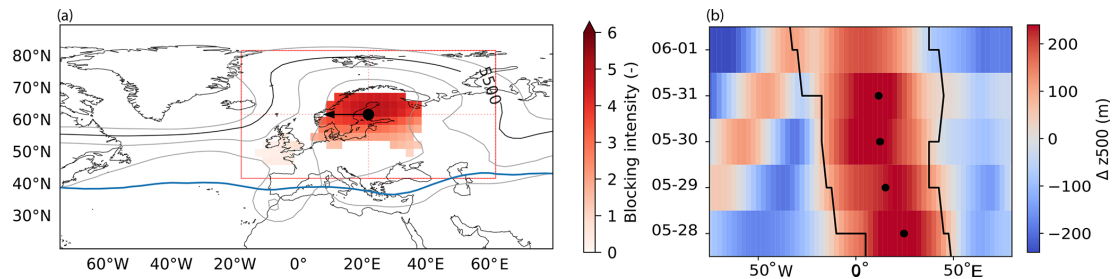 (a)
80°N
70°N
60°N
50°N
40°N
30°N
60°W
40°W
20°W
0°
20°E
40°E
60°E
5500
6
5
4
3
2
1
0
Blocking intensity (-)
(b)
06-01
05-31
05-30
05-29
05-28
50°W
0°
50°E
200
100
0
−100
−200
Δ z500 (m)